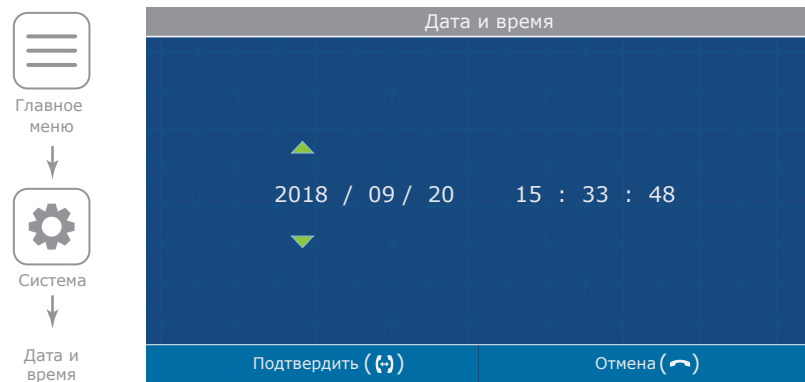 Главное
меню
Система
Дата и
время
Дата и время
2018 / 09 / 20 15 : 33 : 48
Подтвердить ( ) Отмена ( )